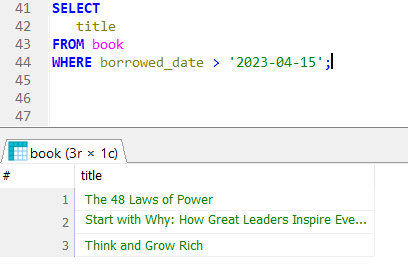 41 SELECT
42 title
43 FROM book
44 WHERE borrowed_date > '2023-04-15';
45
46
47
book (3r × 1c)
# title
1 The 48 Laws of Power
2 Start with Why: How Great Leaders Inspire Eve...
3 Think and Grow Rich